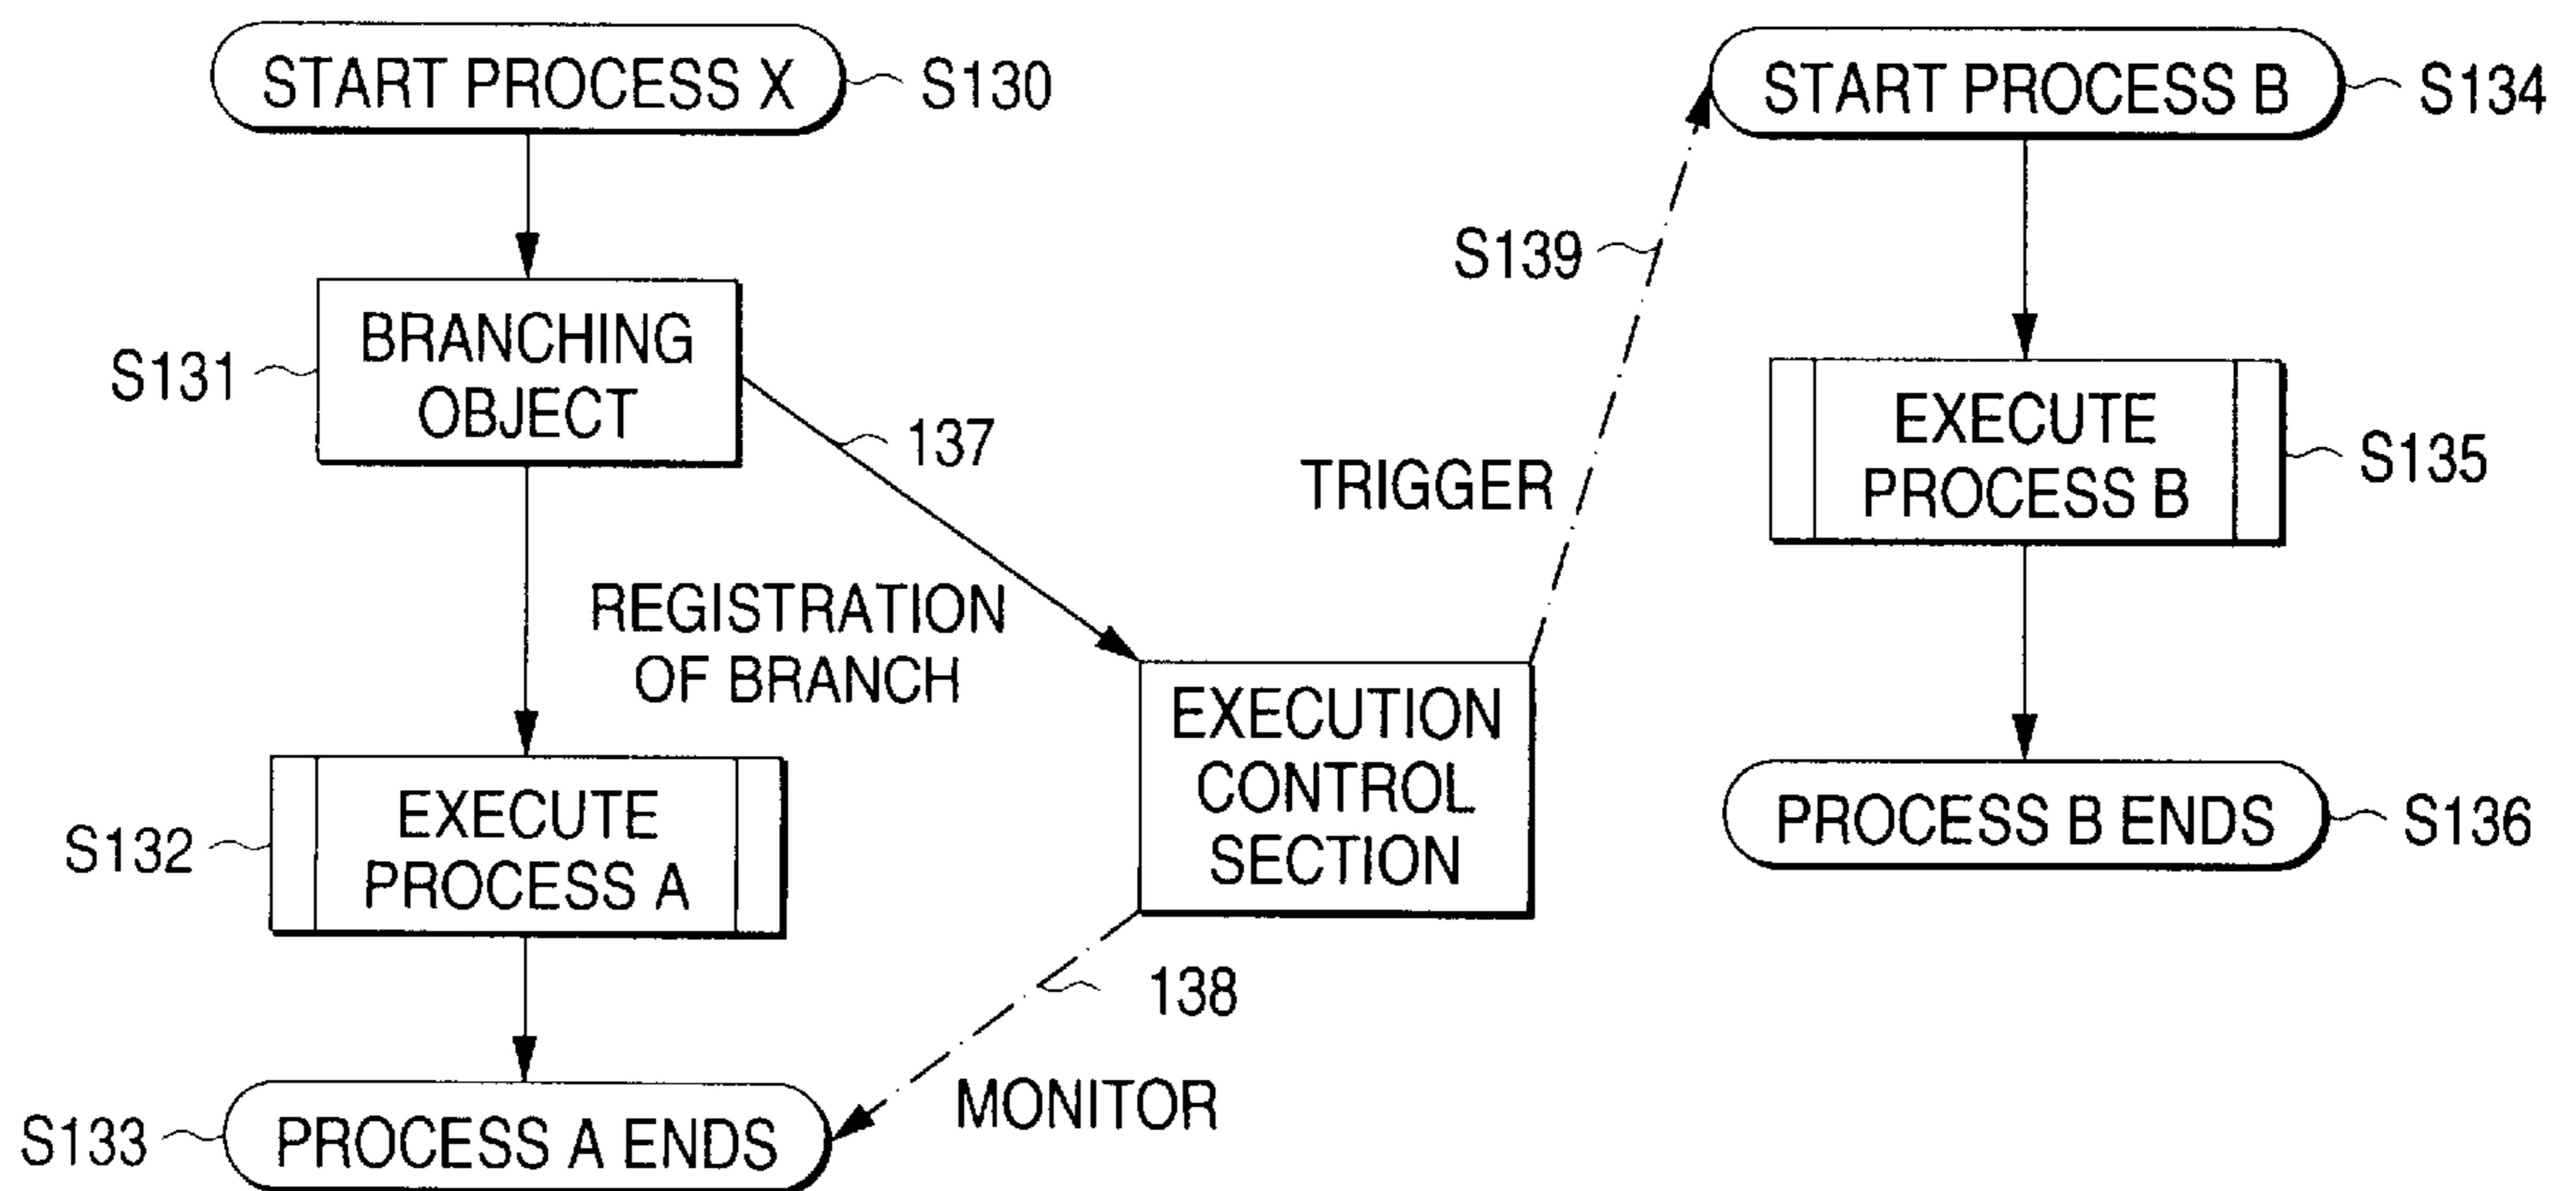 START PROCESS X
S130
BRANCHING
OBJECT
S131
137
REGISTRATION
OF BRANCH
EXECUTE
PROCESS A
S132
PROCESS A ENDS
S133
EXECUTION
CONTROL
SECTION
138
MONITOR
TRIGGER
S139
START PROCESS B
S134
EXECUTE
PROCESS B
S135
PROCESS B ENDS
S136